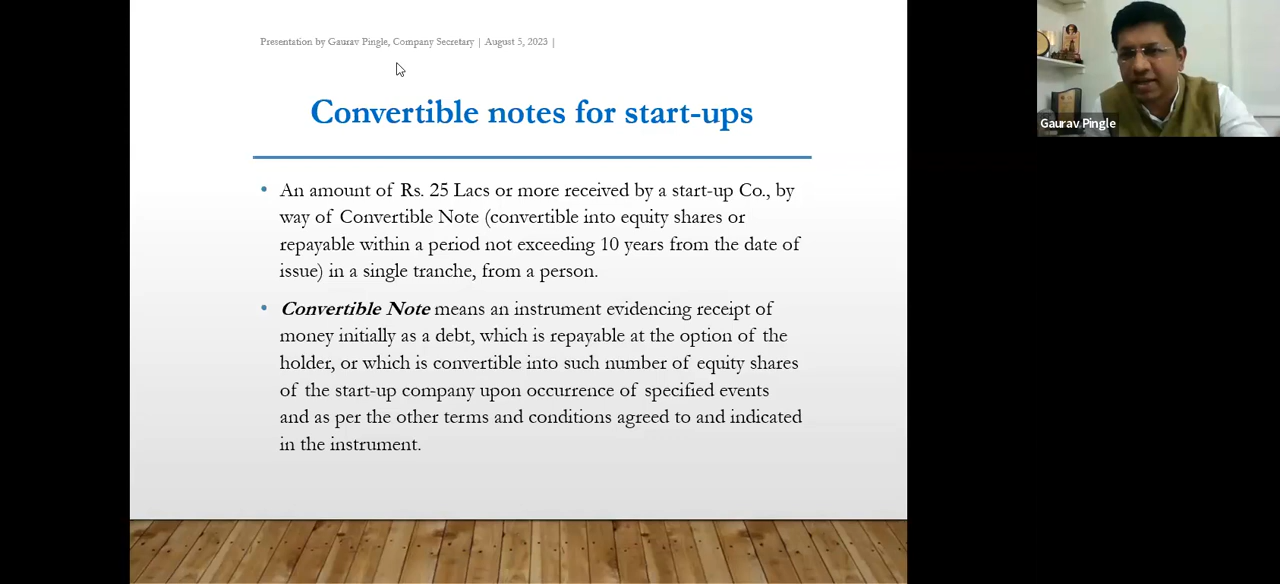 Presentation by Gaurav Pingle, Company Secretary | August 5, 2023 |
Convertible notes for start-ups
• An amount of Rs. 25 Lacs or more received by a start-up Co., by
way of Convertible Note (convertible into equity shares or
repayable within a period not exceeding 10 years from the date of
issue) in a single tranche, from a person.
• Convertible Note means an instrument evidencing receipt of
money initially as a debt, which is repayable at the option of the
holder, or which is convertible into such number of equity shares
of the start-up company upon occurrence of specified events
and as per the other terms and conditions agreed to and indicated
in the instrument.
Gaurav Pingle